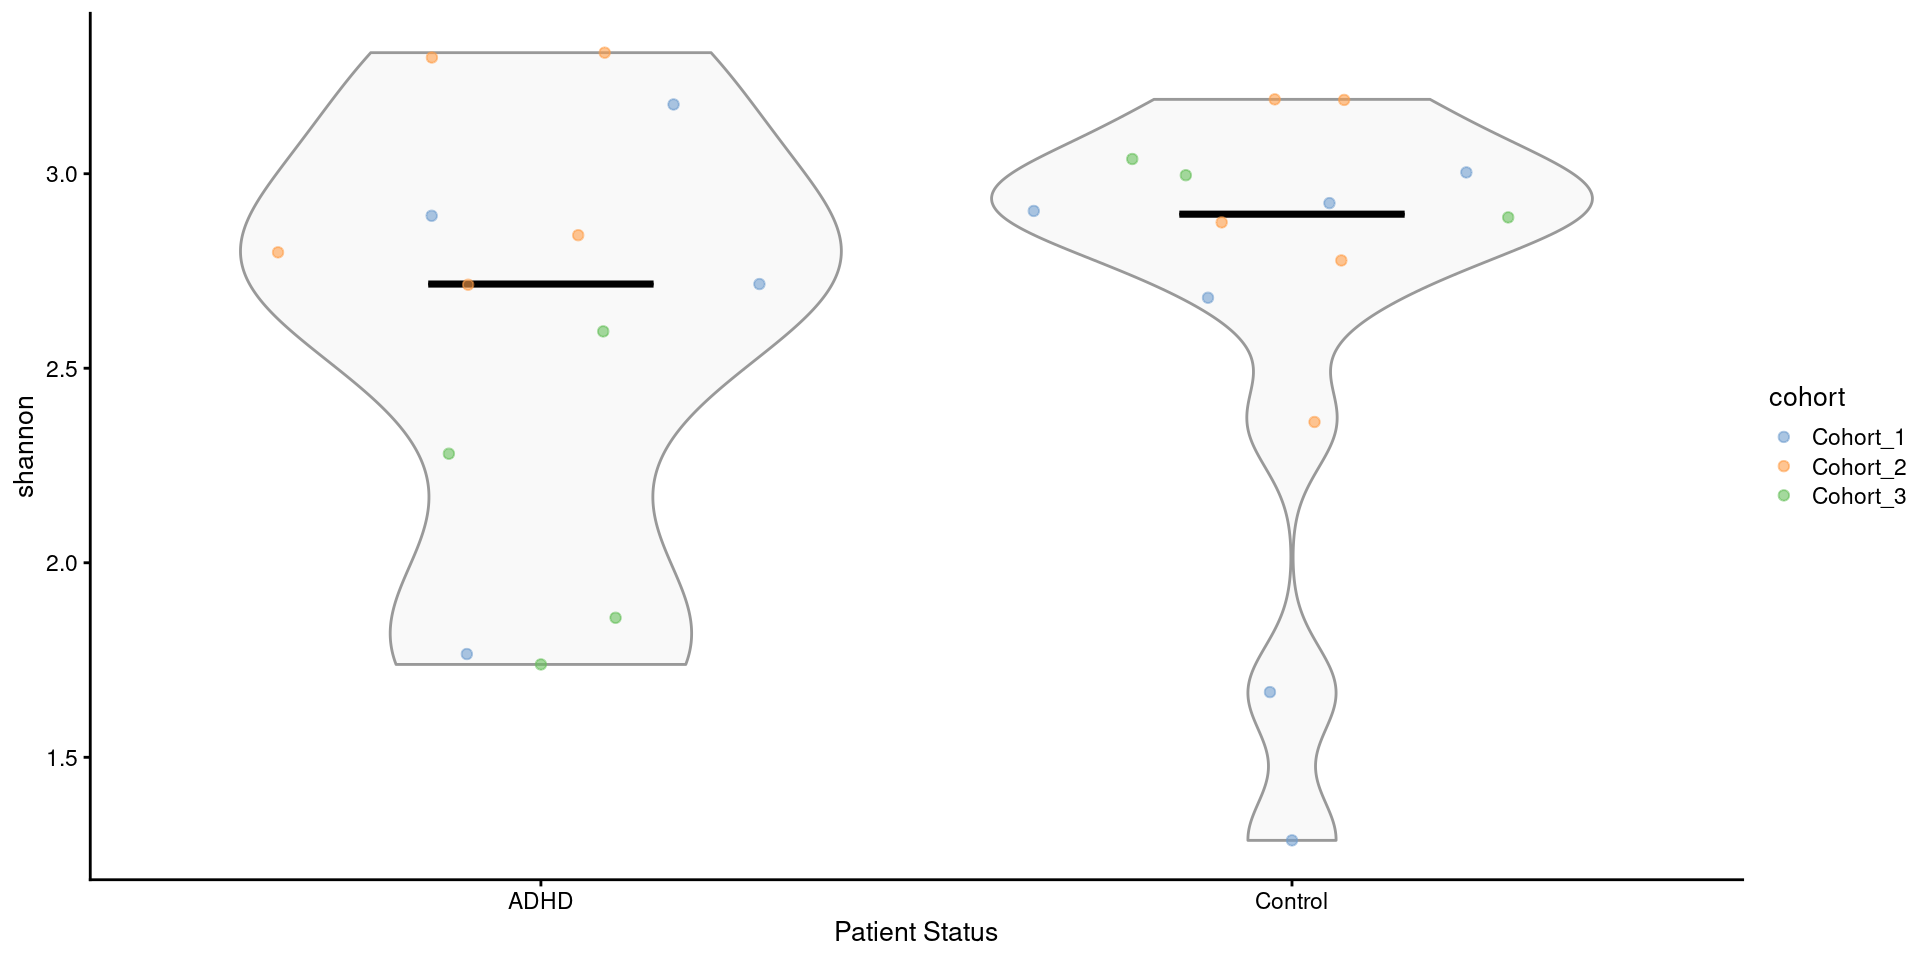 shannon
3.0
2.5
2.0
1.5
ADHD
Control
Patient Status
cohort
Cohort_1
Cohort_2
Cohort_3